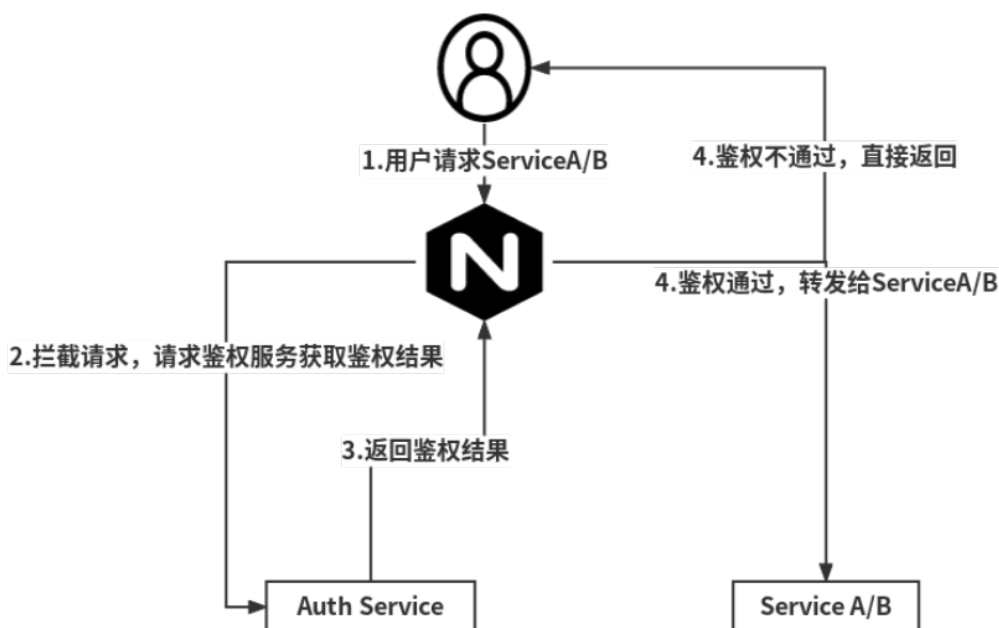 1.用户请求ServiceA/B
4.鉴权不通过，直接返回
N
4.鉴权通过，转发给ServiceA/B
2.拦截请求，请求鉴权服务获取鉴权结果
3.返回鉴权结果
Auth Service
Service A/B